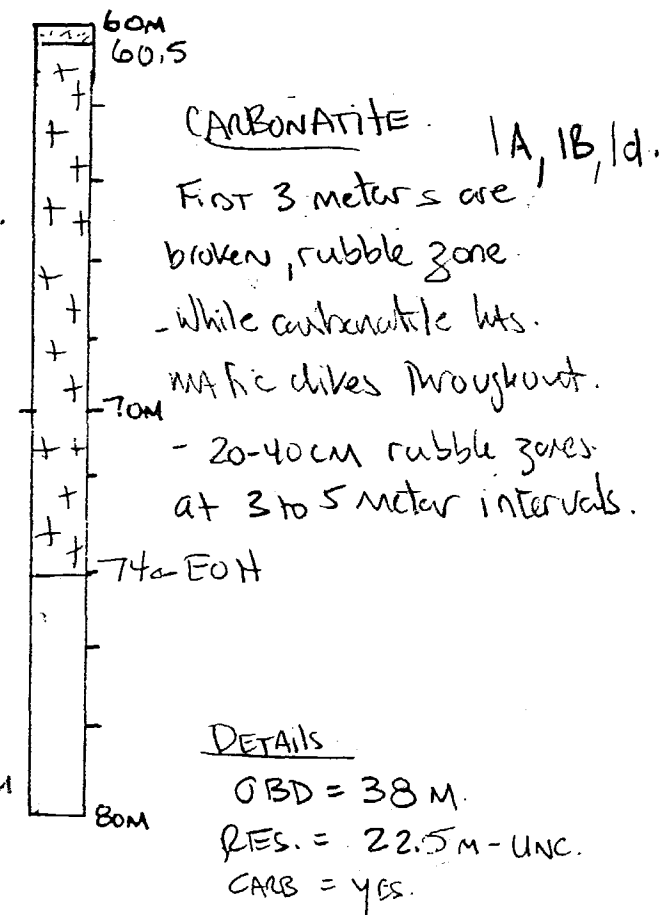 60M
60.5
CARBONATITE. 1A, 1B, 1d.
First 3 meters are
broken, rubble zone.
- While carbonatite hts.
mafic dikes throughout.
70M
- 20-40cm rubble zones.
at 3 to 5 meter intervals.
74 EOH
DETAils
OBD = 38 M.
RES. = 22.5M - UNC.
CARB = yes.
80M